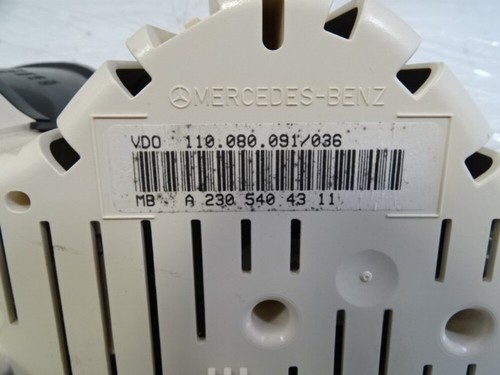 MERCEDES-BENZ
VDO 110.080.091/036
MB A 230 540 43 11